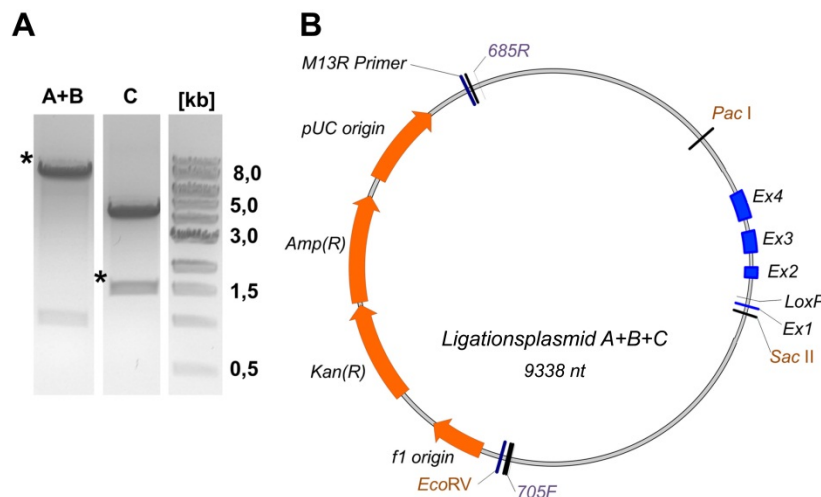 A
A+B C [kb]
*
8,0
5,0
3,0
*
1,5
0,5
B
M13R Primer
685R
pUC origin
Pac I
Ex4
Amp(R)
Ex3
Ex2
LoxP
Ex1
Ligationsplasmid A+B+C
Sac II
9338 nt
Kan(R)
f1 origin
EcoRV
705F